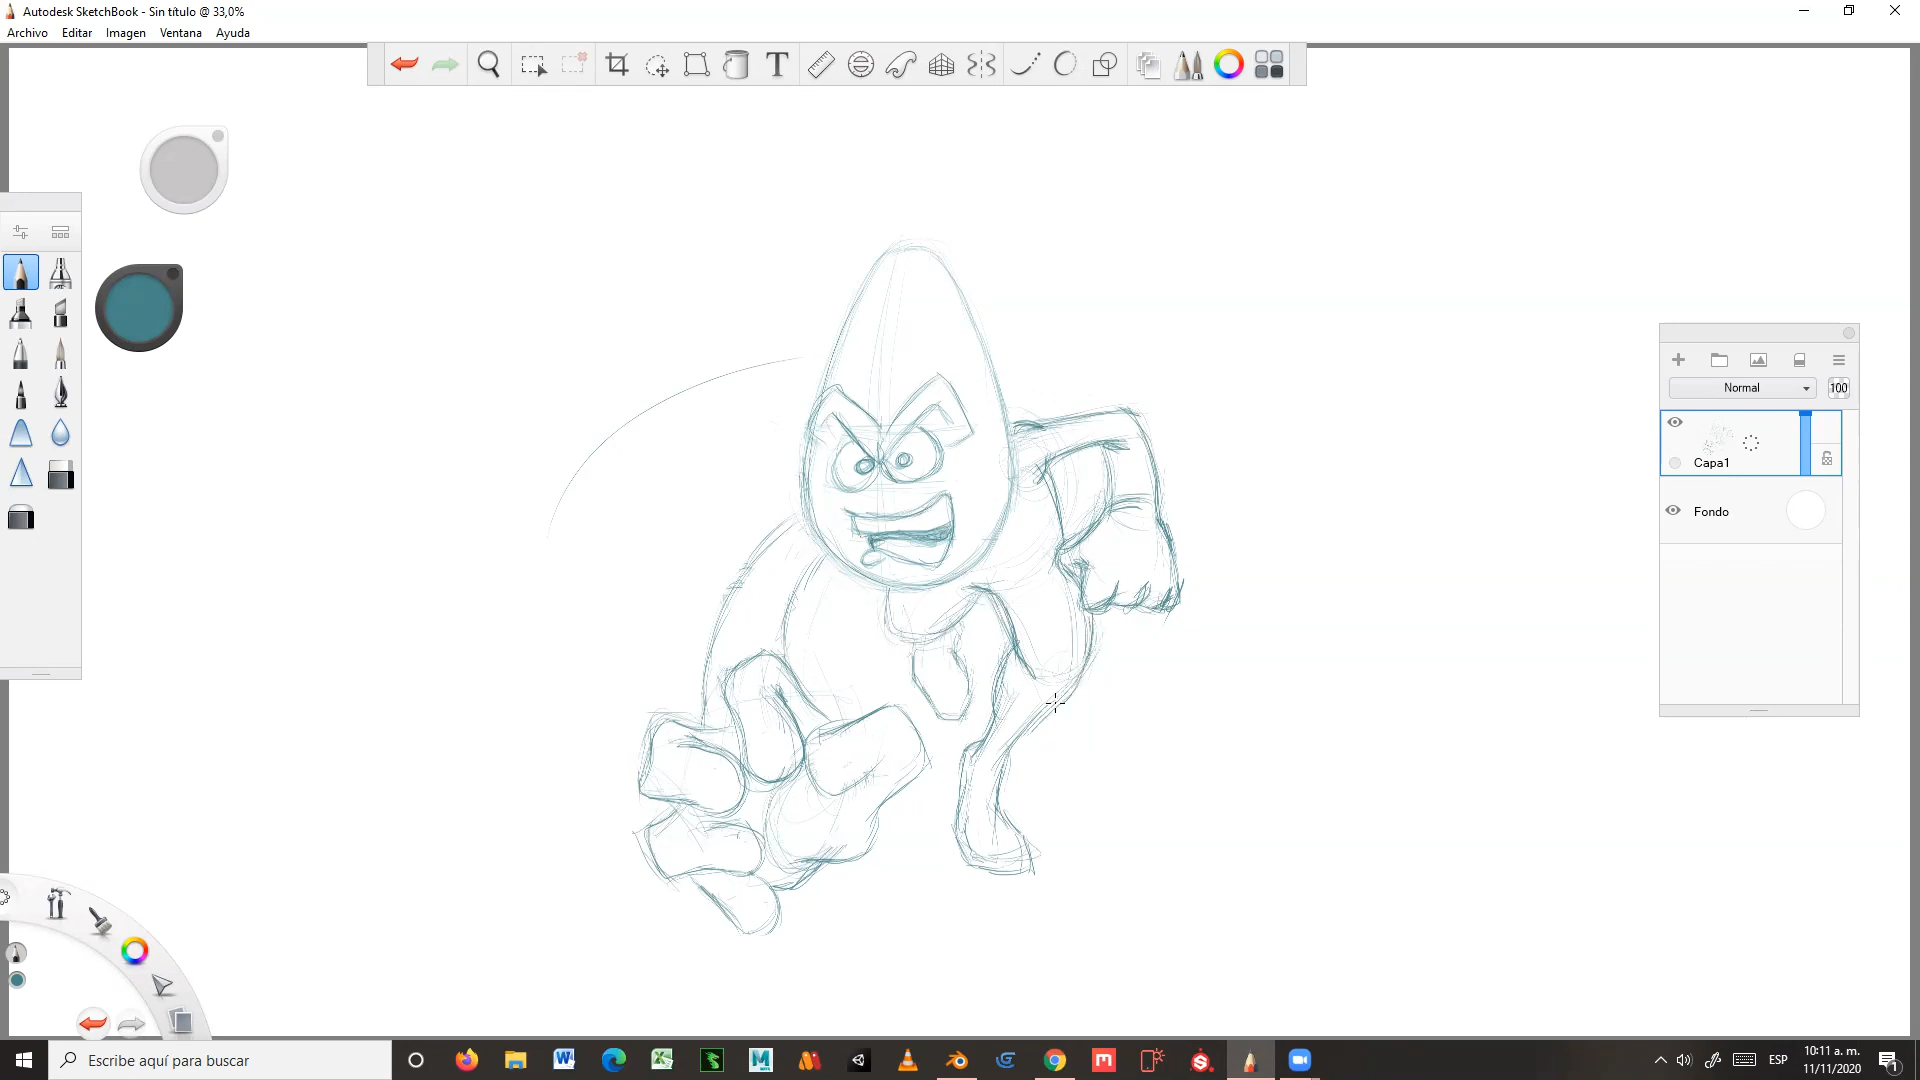 Autodesk SketchBook - Sin título @ 33,0%
Archivo Editar Imagen Ventana Ayuda
T
Normal 100
Capa1
Fondo
Escribe aquí para buscar
ESP
10:11 a. m.
11/11/2020
1